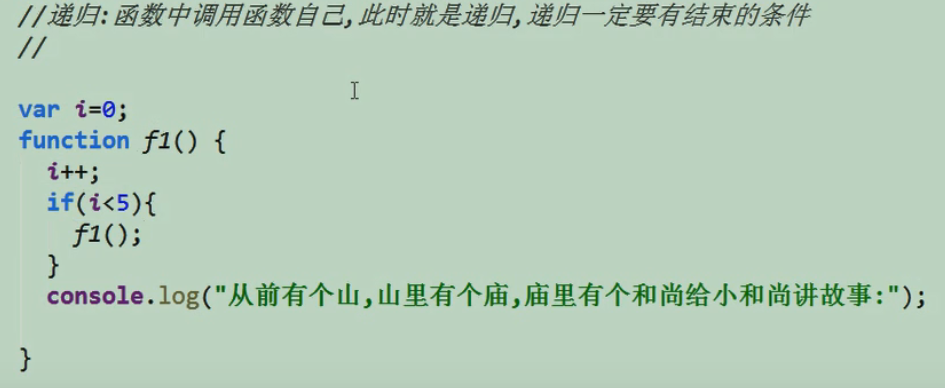 //递归:函数中调用函数自己,此时就是递归,递归一定要有结束的条件
//
var i=0;
function f1() {
i++;
if(i<5){
f1();
}
console.log("从前有个山,山里有个庙,庙里有个和尚给小和尚讲故事:");
}